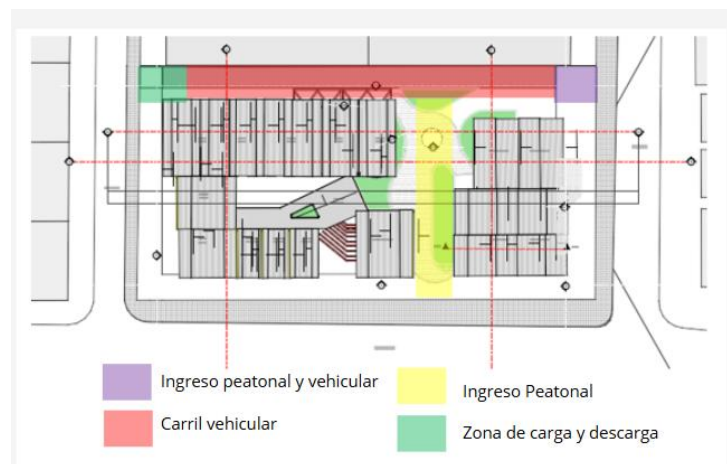 Ingreso peatonal y vehicular
Ingreso Peatonal
Carril vehicular
Zona de carga y descarga